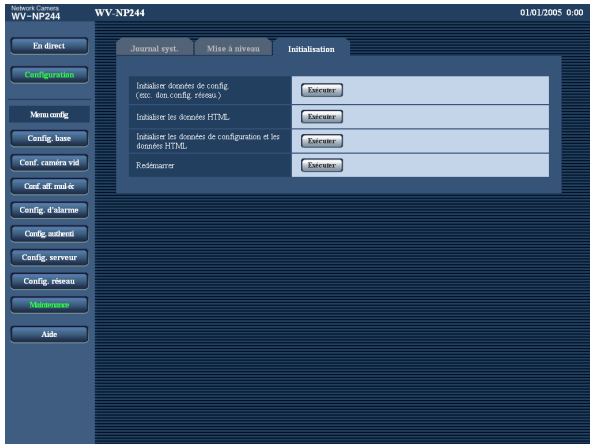 Network Camera
WV-NP244
WV-NP244
01/01/2005 0:00
En direct
Configuration
Menu config
Config. base
Conf. caméra vid
Conf. aff. mul-éc
Config. d'alarme
Config. authenti
Config. serveur
Config. réseau
Maintenance
Aide
Journal syst.
Mise à niveau
Initialisation
Initialiser données de config.
(exc. don.config. réseau.)
Exécuter
Initialiser les données HTML
Exécuter
Initialiser les données de configuration et les
données HTML
Exécuter
Redémarrer
Exécuter